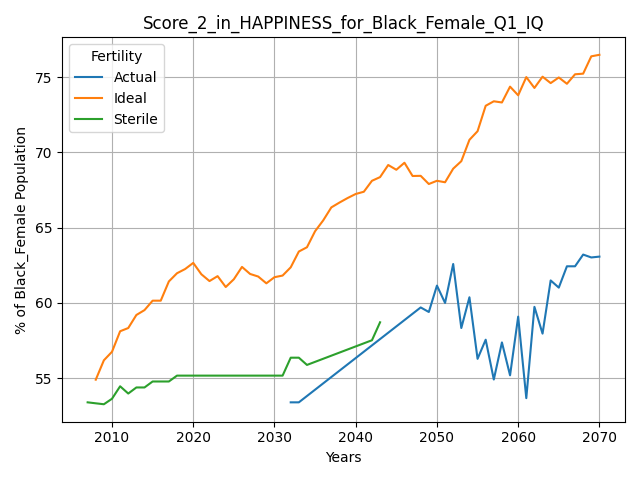 Score_2_in_HAPPINESS_for_Black_Female_Q1_IQ
Fertility
Actual
Ideal
Sterile
% of Black_Female Population
75
70
65
60
55
2010
2020
2030
2040
2050
2060
2070
Years